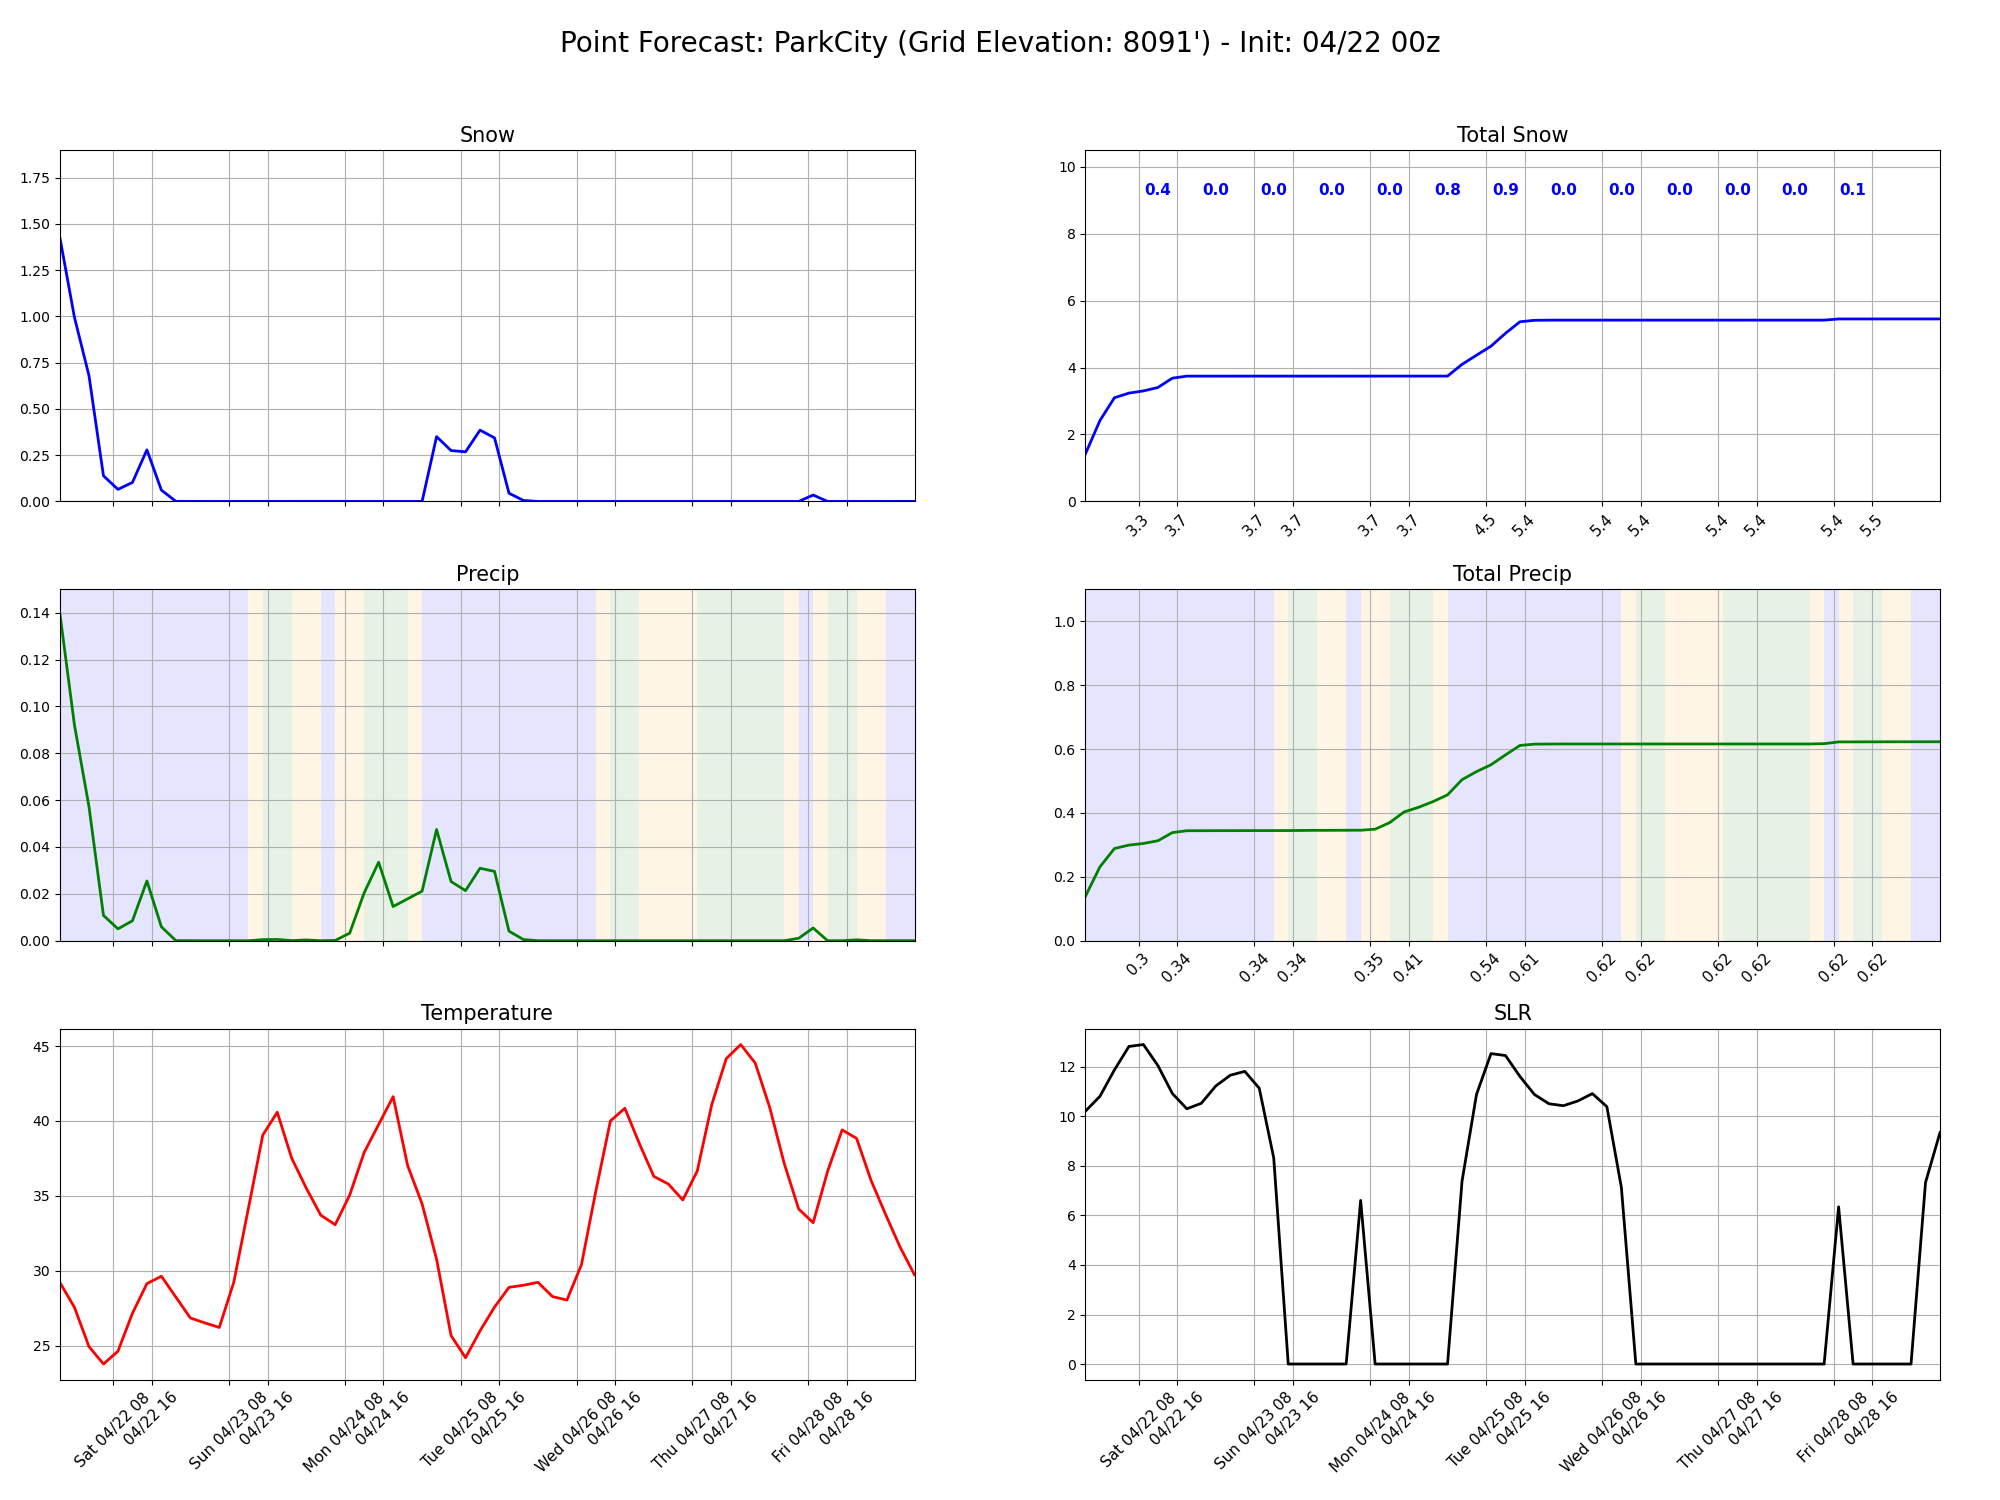 Point Forecast: ParkCity (Grid Elevation: 8091') - Init: 04/22 00z
Snow
1.75
1.50
1.25
1.00
0.75
0.50
0.25
0.00
Total Snow
10
8
6
4
2
0
0.4 0.0 0.0 0.0 0.0 0.8 0.9 0.0 0.0 0.0 0.0 0.0 0.1
3.3 3.7 3.7 3.7 3.7 3.7 4.5 5.4 5.4 5.4 5.4 5.4 5.4 5.5
Precip
0.14
0.12
0.10
0.08
0.06
0.04
0.02
0.00
Total Precip
1.0
0.8
0.6
0.4
0.2
0.0
0.3 0.34 0.34 0.34 0.35 0.41 0.54 0.61 0.62 0.62 0.62 0.62 0.62 0.62
Temperature
45
40
35
30
25
Sat 04/22 08
04/22 16
Sun 04/23 08
04/23 16
Mon 04/24 08
04/24 16
Tue 04/25 08
04/25 16
Wed 04/26 08
04/26 16
Thu 04/27 08
04/27 16
Fri 04/28 08
04/28 16
SLR
12
10
8
6
4
2
0
Sat 04/22 08
04/22 16
Sun 04/23 08
04/23 16
Mon 04/24 08
04/24 16
Tue 04/25 08
04/25 16
Wed 04/26 08
04/26 16
Thu 04/27 08
04/27 16
Fri 04/28 08
04/28 16